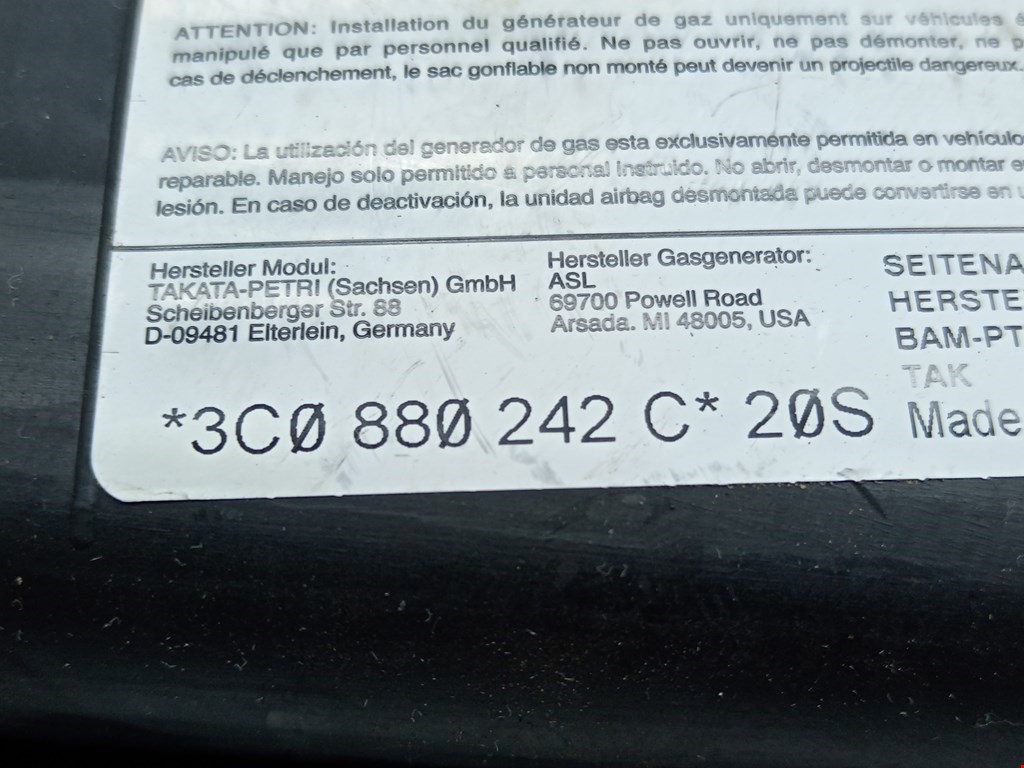 ATTENTION: Installation du générateur de gaz uniquement sur véhicules
manipulé que par personnel qualifié. Ne pas ouvrir, ne pas démonter, ne
cas de déclenchement, le sac gonflable non monté peut devenir un projectile dangereux.
AVISO: La utilización del generador de gas esta exclusivamente permitida en vehículo
reparable. Manejo solo permitido a personal instruido. No abrir, desmontar o montar
lesión. En caso de deactivación, la unidad airbag desmontada puede convertirse en
Hersteller Modul:
TAKATA-PETRI (Sachsen) GmbH
Scheibenberger Str. 88
D-09481 Elterlein, Germany
Hersteller Gasgenerator:
ASL
69700 Powell Road
Arsada. MI 48005, USA
SEITENA
HERSTE
BAM-PT
TAK
Made
*3C0 880 242 C* 20S